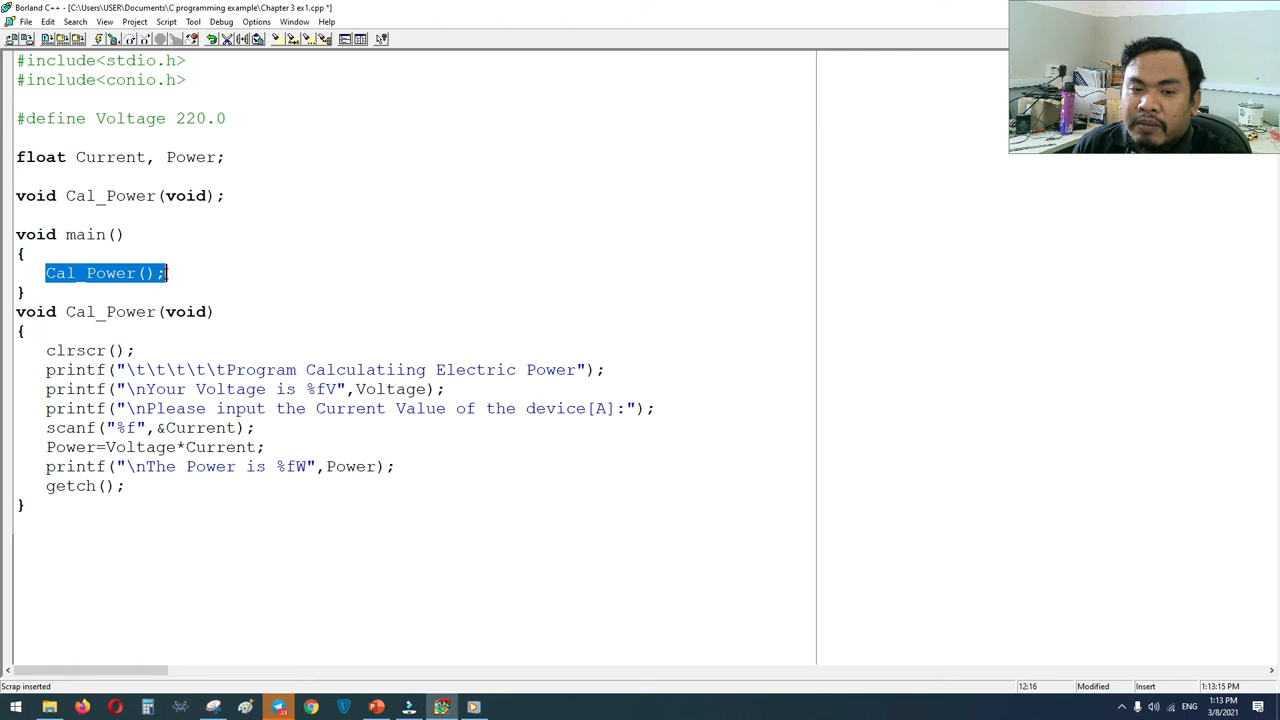 Borland C++ - [C:\Users\USER\Documents\C programming example\Chapter 3 ex1.cpp *]
File Edit Search View Project Script Tool Debug Options Window Help
#include<stdio.h>
#include<conio.h>
#define Voltage 220.0
float Current, Power;
void Cal_Power(void);
void main()
{
Cal_Power();
}
void Cal_Power(void)
{
clrscr();
printf("\t\t\t\t\tProgram Calculatiing Electric Power");
printf("\nYour Voltage is %fV",Voltage);
printf("\nPlease input the Current Value of the device[A]:");
scanf("%f",&Current);
Power=Voltage*Current;
printf("\nThe Power is %fW",Power);
getch();
}
Scrap inserted 12:16 Modified Insert 1:13:15 PM
23 ENG 1:13 PM
3/8/2021